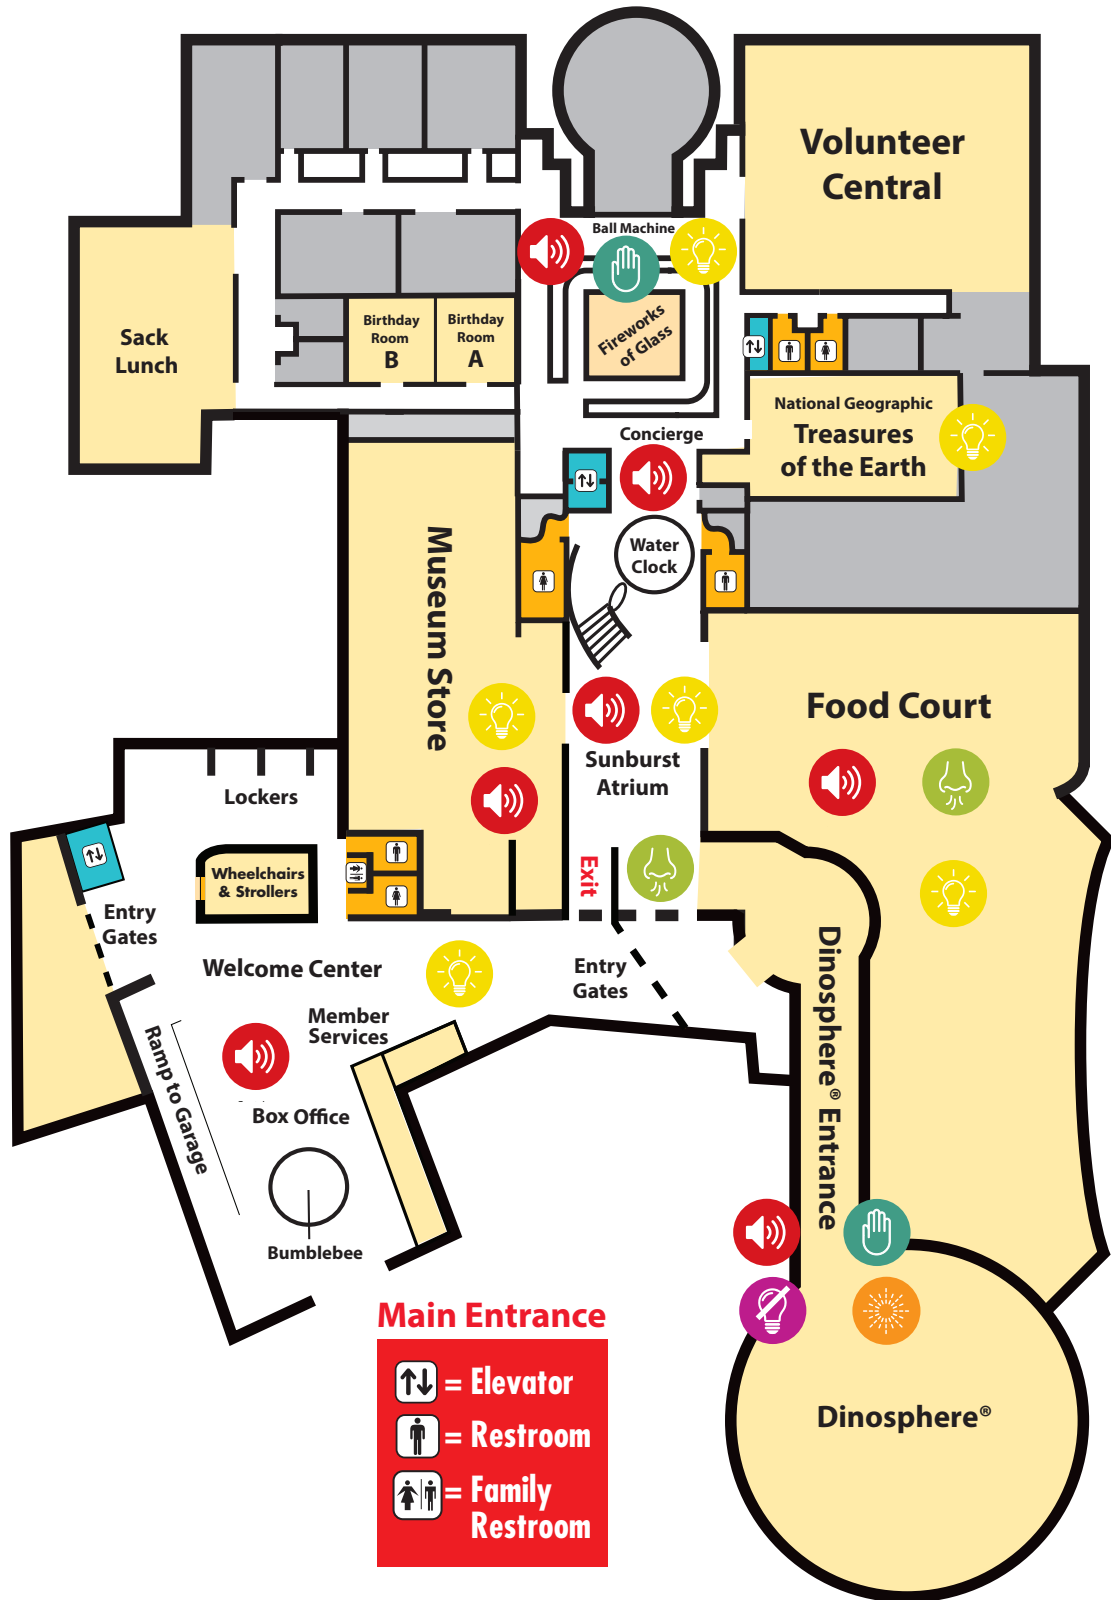 Volunteer
Central
Ball Machine
Fireworks
of Glass
Sack
Lunch
Birthday
Room
B
Birthday
Room
A
National Geographic
Treasures
of the Earth
Concierge
Water
Clock
Museum Store
Food Court
Sunburst
Atrium
Lockers
Wheelchairs
& Strollers
Exit
Entry
Gates
Welcome Center
Entry
Gates
Member
Services
Ramp to Garage
Box Office
Bumblebee
Dinosphere® Entrance
Dinosphere®
Main Entrance
= Elevator
= Restroom
= Family
Restroom